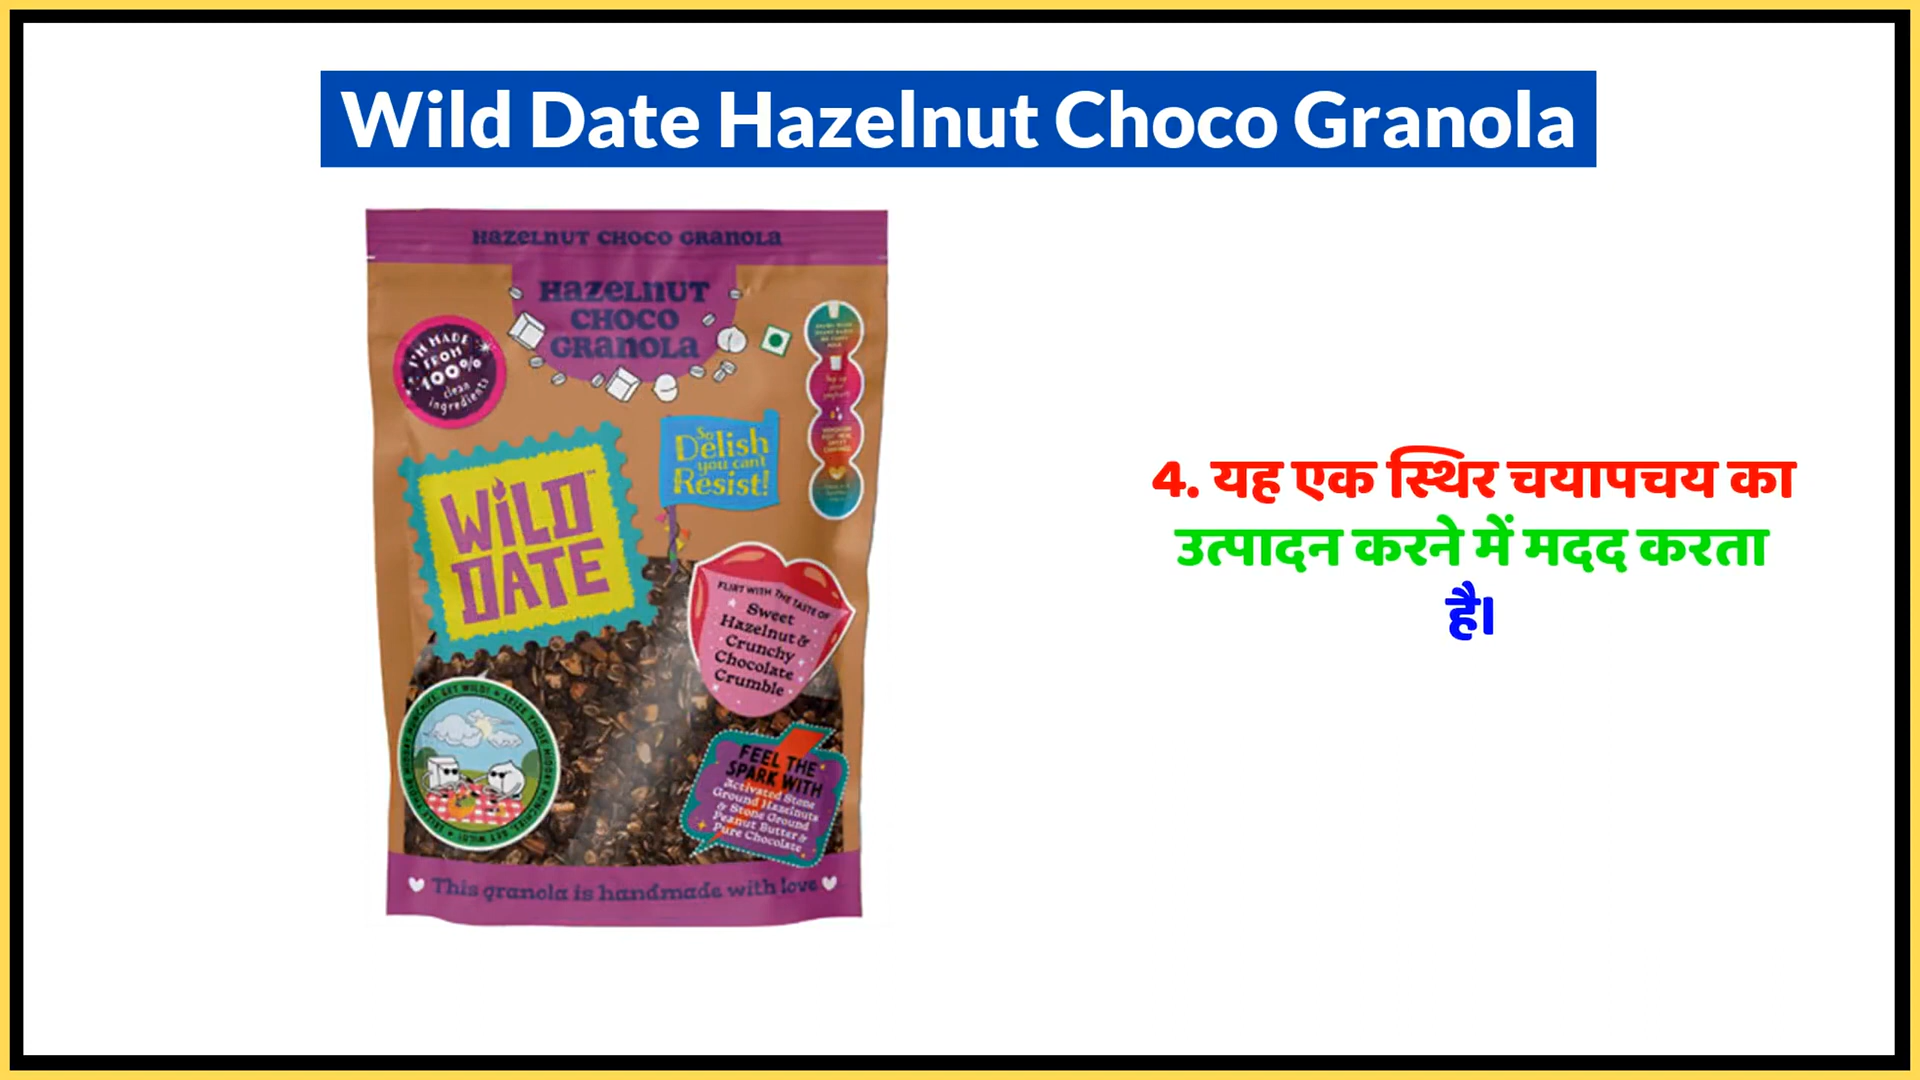 Wild Date Hazelnut Choco Granola
HAZELNUT CHOCO GRANOLA
HAZELNUT
CHOCO
GRANOLA
I'M MADE
FROM
100%
clean
ingredients
So
Delish
you can't
Resist!
WILD
DATE
FLIRT WITH THE TASTE OF
Sweet
Hazelnut &
Crunchy
Chocolate
Crumble
FEEL THE
SPARK WITH
Activated Stone
Ground Hazelnuts
& Stone Ground
Peanut Butter &
Pure Chocolate
This granola is handmade with love
4. यह एक स्थिर चयापचय का
उत्पादन करने में मदद करता
है।